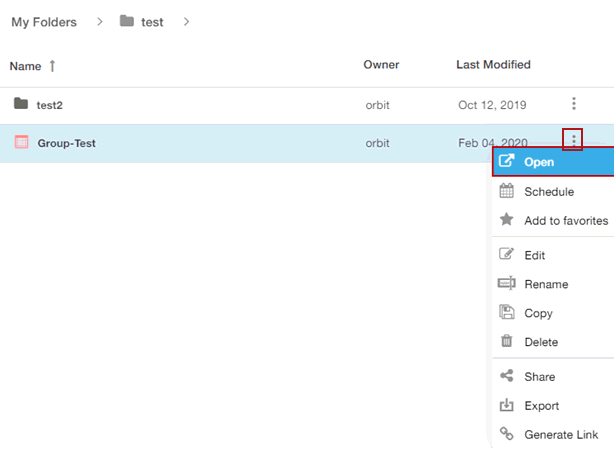 My Folders > test >
Name ↑ Owner Last Modified
test2 orbit Oct 12, 2019
Group-Test orbit Feb 04, 2020
Open
Schedule
Add to favorites
Edit
Rename
Copy
Delete
Share
Export
Generate Link